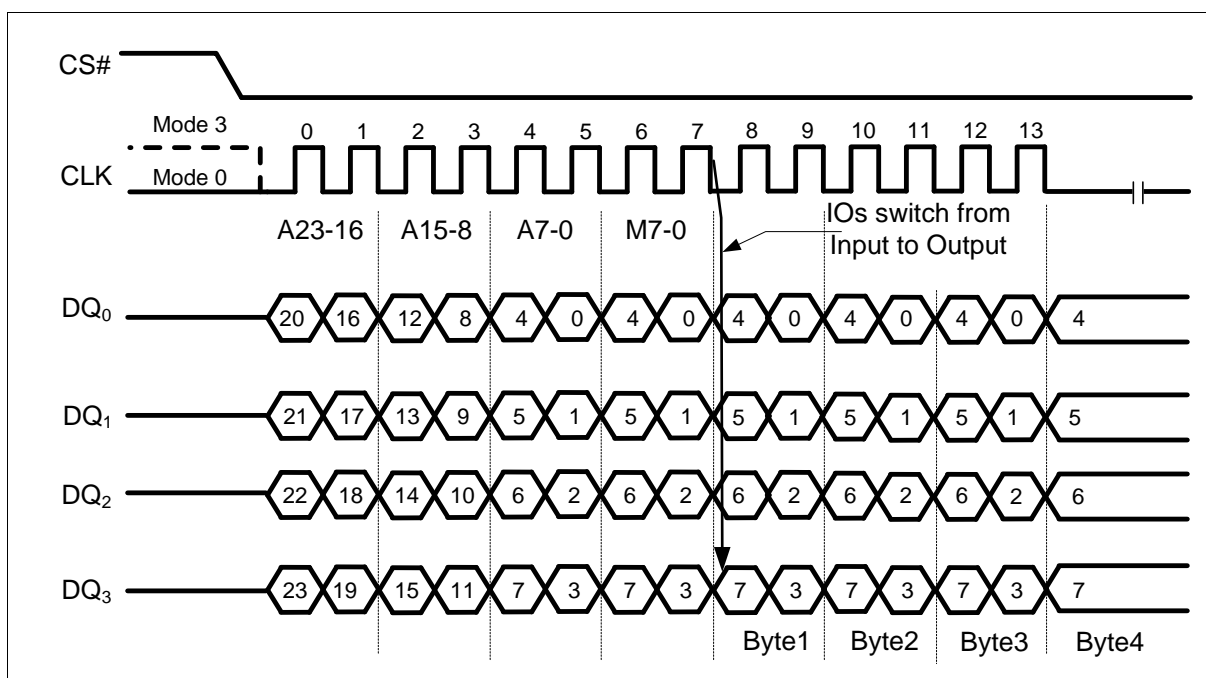 CS#
Mode 3
0 1 2 3 4 5 6 7 8 9 10 11 12 13
CLK
Mode 0
A23-16 A15-8 A7-0 M7-0
IOs switch from
Input to Output
DQ0 20 16 12 8 4 0 4 0 4 0 4 0 4 0 4
DQ1 21 17 13 9 5 1 5 1 5 1 5 1 5 1 5
DQ2 22 18 14 10 6 2 6 2 6 2 6 2 6 2 6
DQ3 23 19 15 11 7 3 7 3 7 3 7 3 7 3 7
Byte1 Byte2 Byte3 Byte4